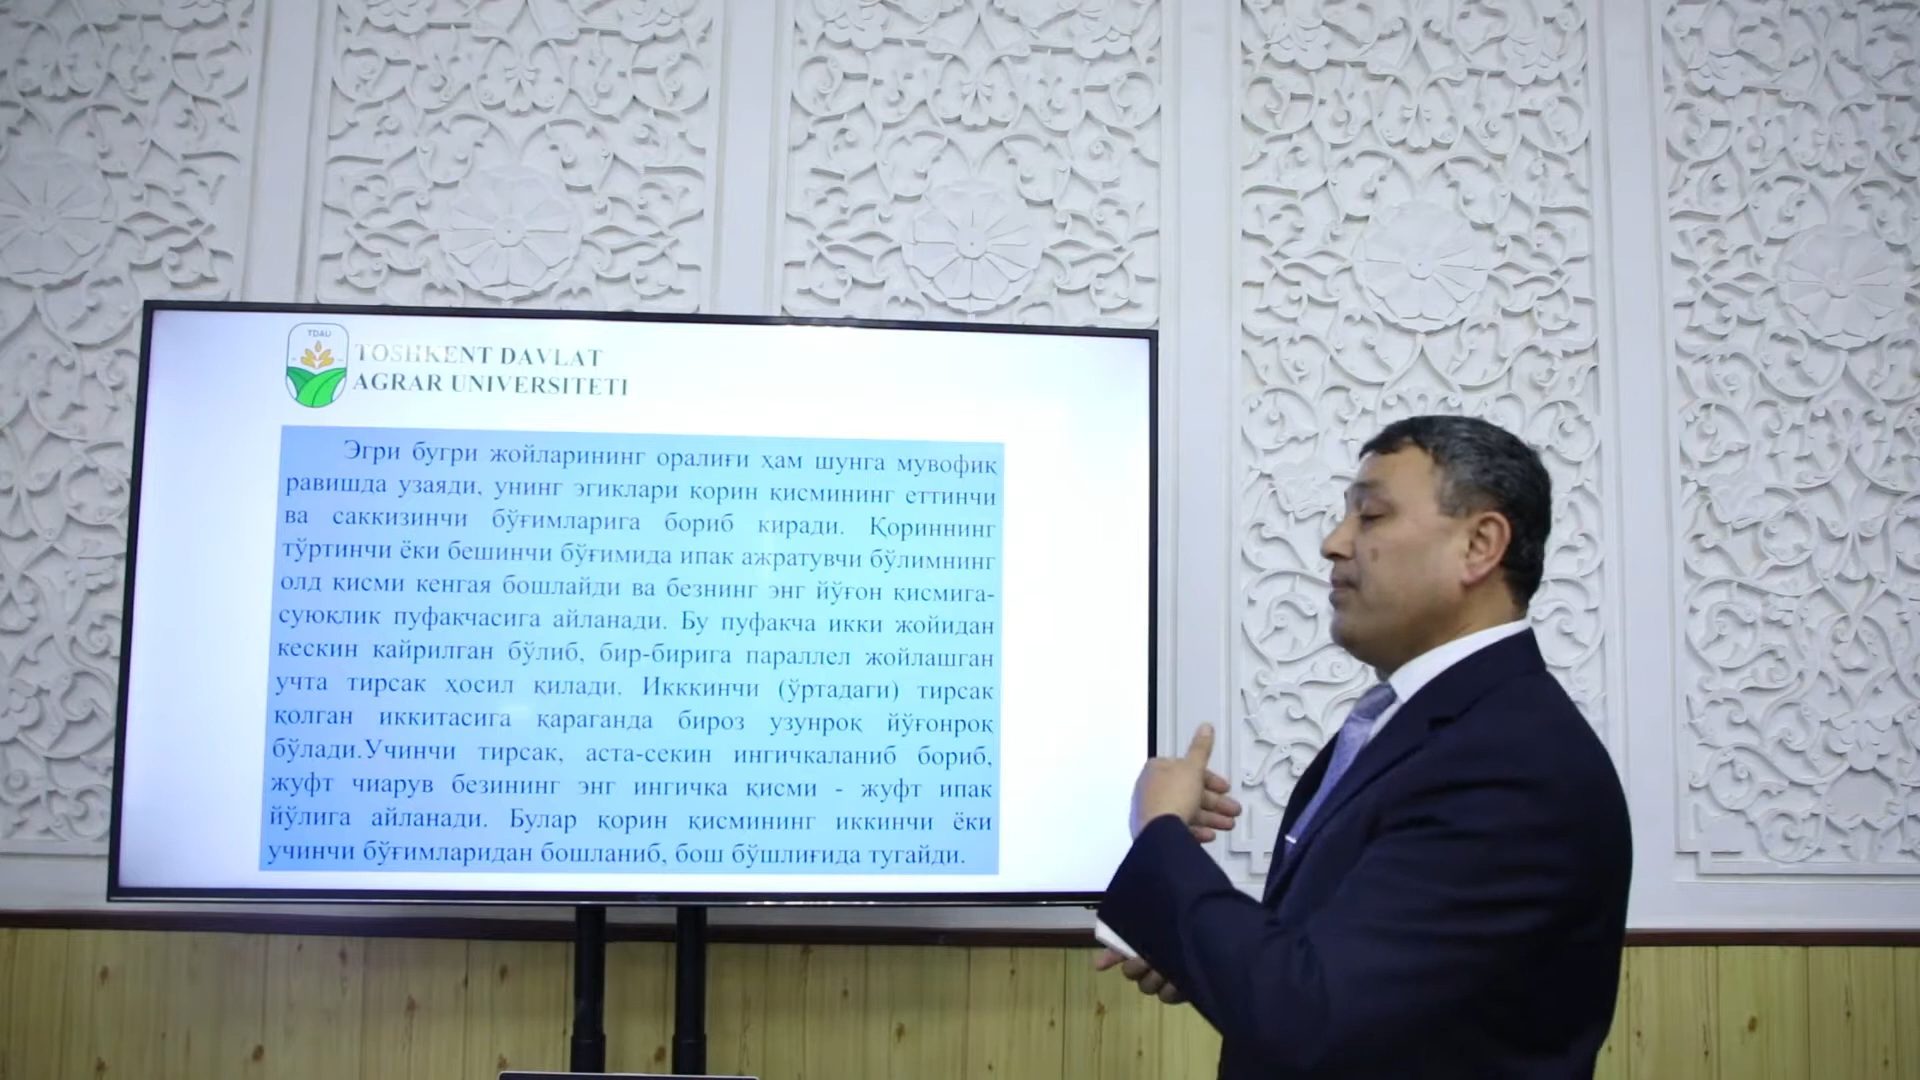 TDAU
TOSHKENT DAVLAT
AGRAR UNIVERSITETI
Эгри бугри жойларининг оралиғи ҳам шунга мувофиқ
равишда узаяди, унинг эгиклари қорин қисмининг еттинчи
ва саккизинчи бўғимларига бориб киради. Қориннинг
тўртинчи ёки бешинчи бўғимида ипак ажратувчи бўлимнинг
олд қисми кенгая бошлайди ва безнинг энг йўғон қисмига-
суюқлик пуфакчасига айланади. Бу пуфакча икки жойидан
кескин кайрилган бўлиб, бир-бирига параллел жойлашган
учта тирсак ҳосил қилади. Икккинчи (ўртадаги) тирсак
қолган иккитасига қараганда бироз узунроқ йўғонроқ
бўлади.Учинчи тирсак, аста-секин ингичкаланиб бориб,
жуфт чиарув безининг энг ингичка қисми - жуфт ипак
йўлига айланади. Булар қорин қисмининг иккинчи ёки
учинчи бўғимларидан бошланиб, бош бўшлиғида тугайди.